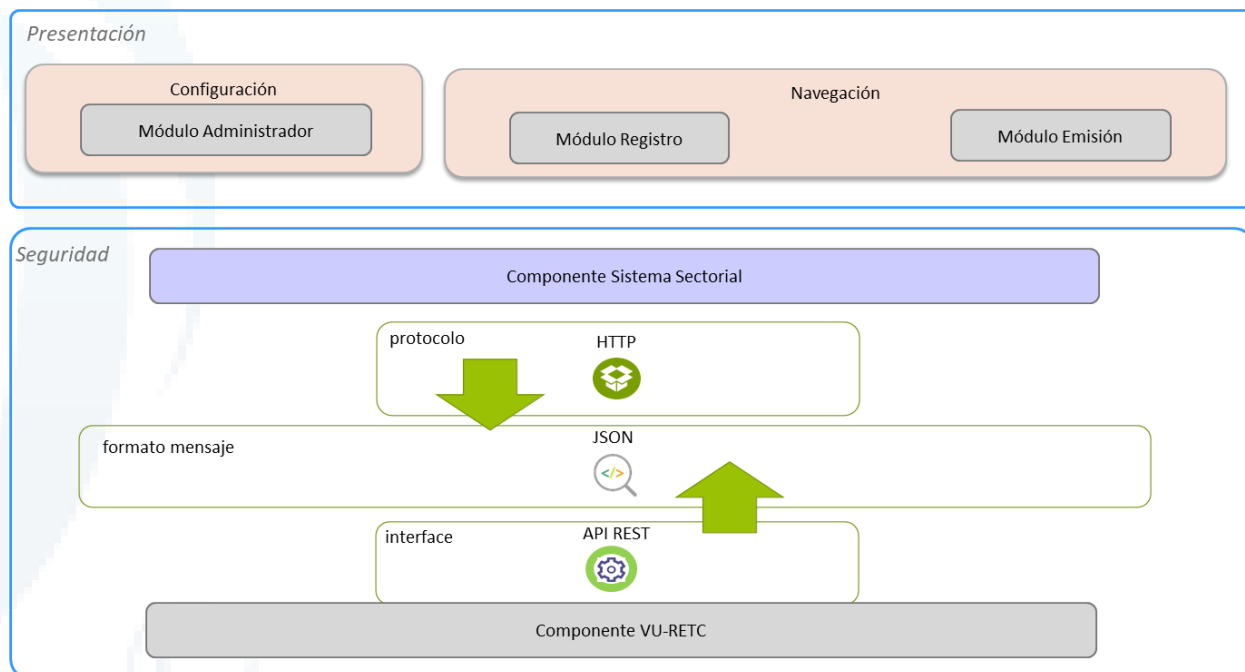 Presentación
Configuración
Módulo Administrador
Navegación
Módulo Registro
Módulo Emisión
Seguridad
Componente Sistema Sectorial
protocolo
HTTP
formato mensaje
JSON
</>
interface
API REST
Componente VU-RETC